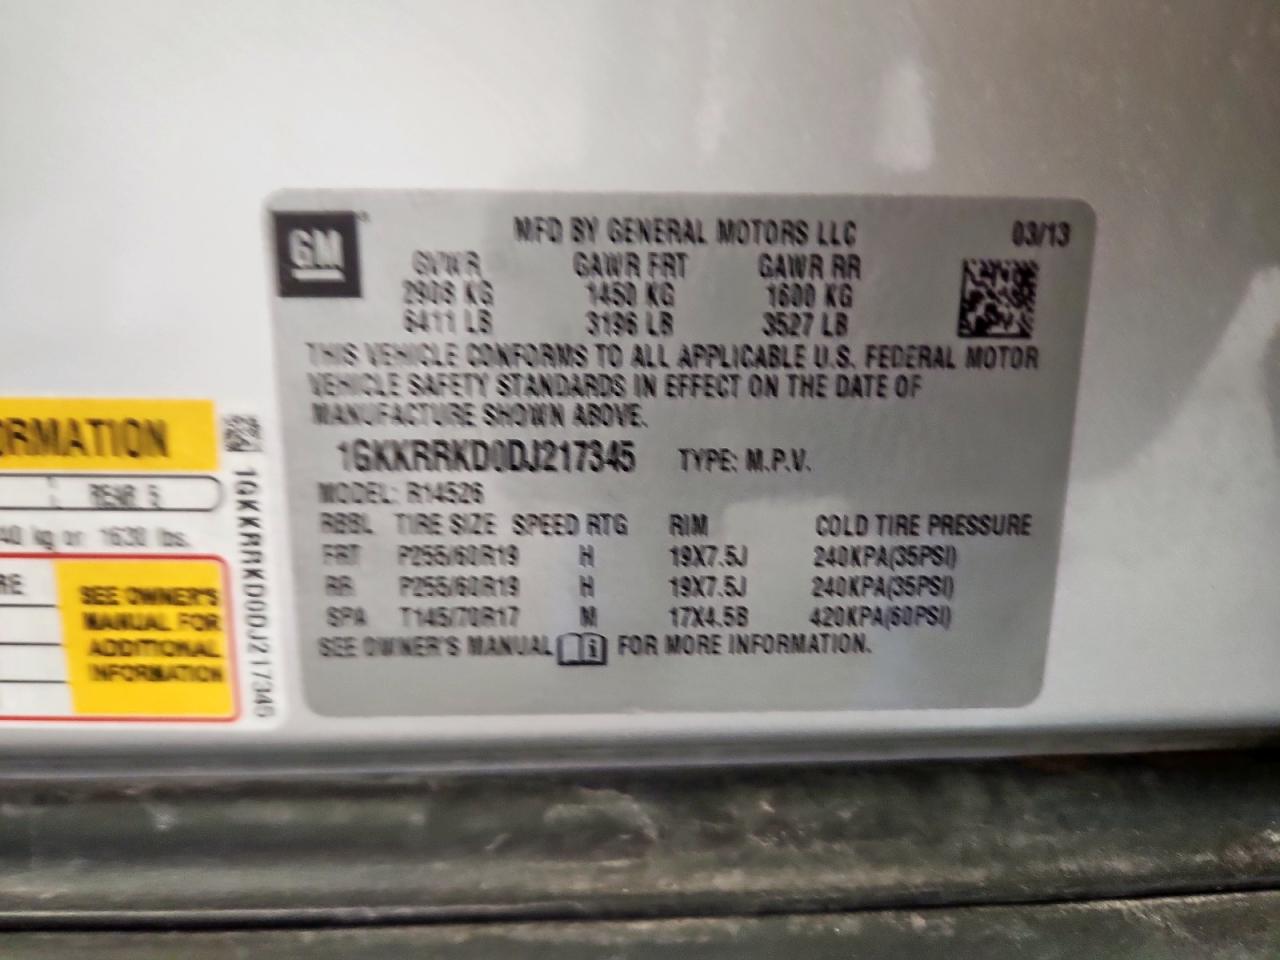 GM
MFD BY GENERAL MOTORS LLC 03/13
GVWR GAWR FRT GAWR RR
2908 KG 1450 KG 1600 KG
6411 LB 3196 LB 3527 LB
THIS VEHICLE CONFORMS TO ALL APPLICABLE U.S. FEDERAL MOTOR
VEHICLE SAFETY STANDARDS IN EFFECT ON THE DATE OF
MANUFACTURE SHOWN ABOVE.
1GKKRRKD0DJ217345 TYPE: M.P.V.
MODEL: R14526
RBBL TIRE SIZE SPEED RTG RIM COLD TIRE PRESSURE
FRT P255/60R19 H 19X7.5J 240KPA(35PSI)
RR P255/60R19 H 19X7.5J 240KPA(35PSI)
SPA T145/70R17 M 17X4.5B 420KPA(60PSI)
SEE OWNER'S MANUAL i FOR MORE INFORMATION.
ORMATION
REAR 5
40 kg or 1630 lbs.
RE
SEE OWNER'S
MANUAL FOR
ADDITIONAL
INFORMATION
1GKKRRKD0DJ217345